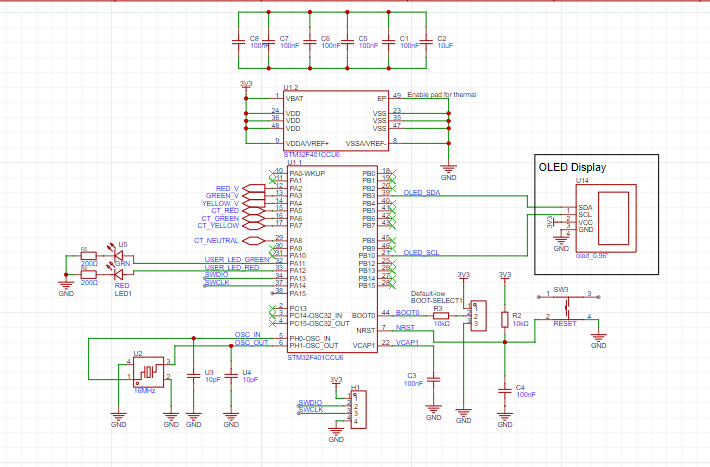 C8 100nF C7 100nF C6 100nF C5 100nF C1 100nF C2 10uF
3V3 U1.2
1 VBAT EP 49 Enable pad for thermal
24 VDD VSS 23
36 VDD VSS 35
48 VDD VSS 47
9 VDDA/VREF+ VSSA/VREF- 8
STM32F401CCU6
GND
U1.1
10 PA0-WKUP PB0 18
11 PA1 PB1 19
RED_V 12 PA2 PB2 20
GREEN_V 13 PA3 PB3 39 OLED_SDA
YELLOW_V 14 PA4 PB4 40
CT_RED 15 PA5 PB5 41
CT_GREEN 16 PA6 PB6 42
CT_YELLOW 17 PA7 PB7 43
CT_NEUTRAL 29 PA8 PB8 45
30 PA9 PB9 46
31 PA10 PB10 21 OLED_SCL
USER_LED_GREEN 32 PA11 PB12 25
USER_LED_RED 33 PA12 PB13 26
SWDIO 34 PA13 PB14 27
SWCLK 37 PA14 PB15 28
38 PA15
2 PC13
3 PC14-OSC32_IN BOOT0 44 BOOT0
4 PC15-OSC32_OUT
NRST 7 NRST
OSC_IN 5 PH0-OSC_IN
OSC_OUT 6 PH1-OSC_OUT VCAP1 22 VCAP1
STM32F401CCU6
U5
200Ω GRN
200Ω RED
LED1
GND
OLED Display
U14
SDA
1 SCL
2 VCC
3 GND
4
3V3
GND
oled_0.96"
Default-low
BOOT-SELECT1
R3
10kΩ
3V3
1
2
3
GND
3V3
R2
10kΩ
C4
100nF
GND
SW3
1 3
2 4
RESET
GND
C3
100nF
GND
U2
4 3
1 2
16MHz
GND GND
U3
10pF
GND
U4
10pF
GND
3V3 H1
1
SWDIO 2
SWCLK 3
4
GND